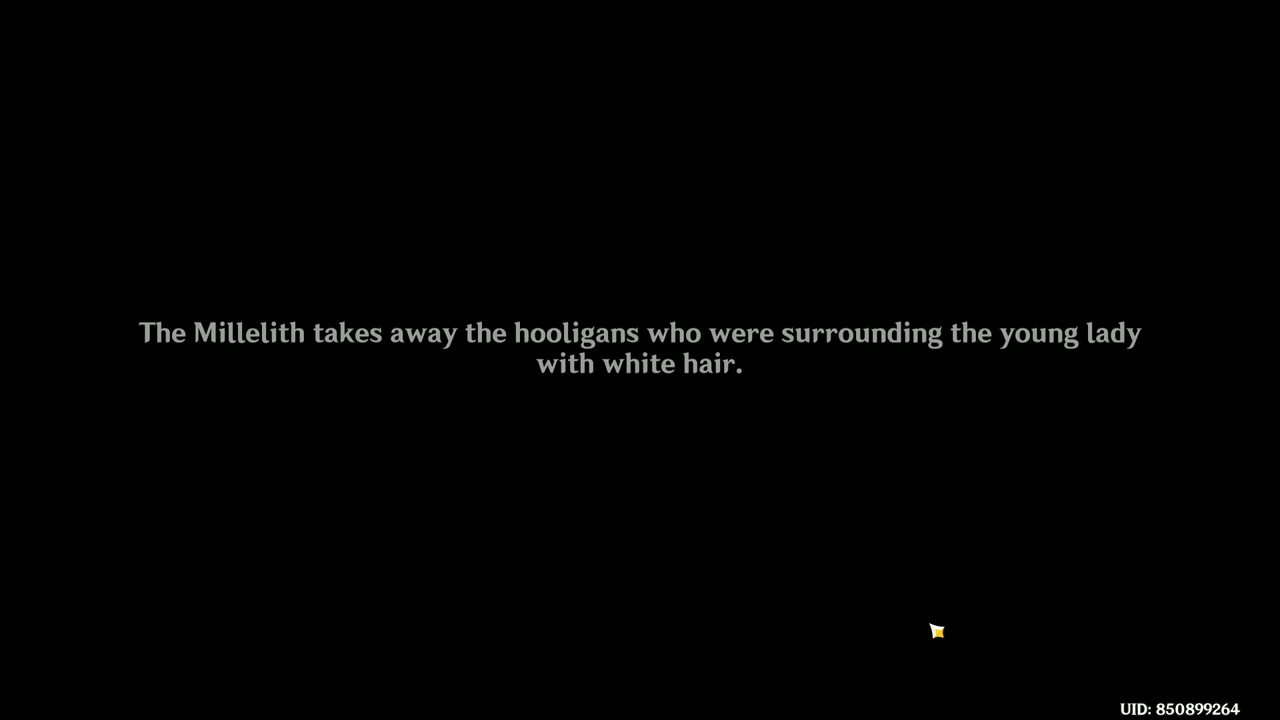 The Millelith takes away the hooligans who were surrounding the young lady
with white hair.
UID: 850899264